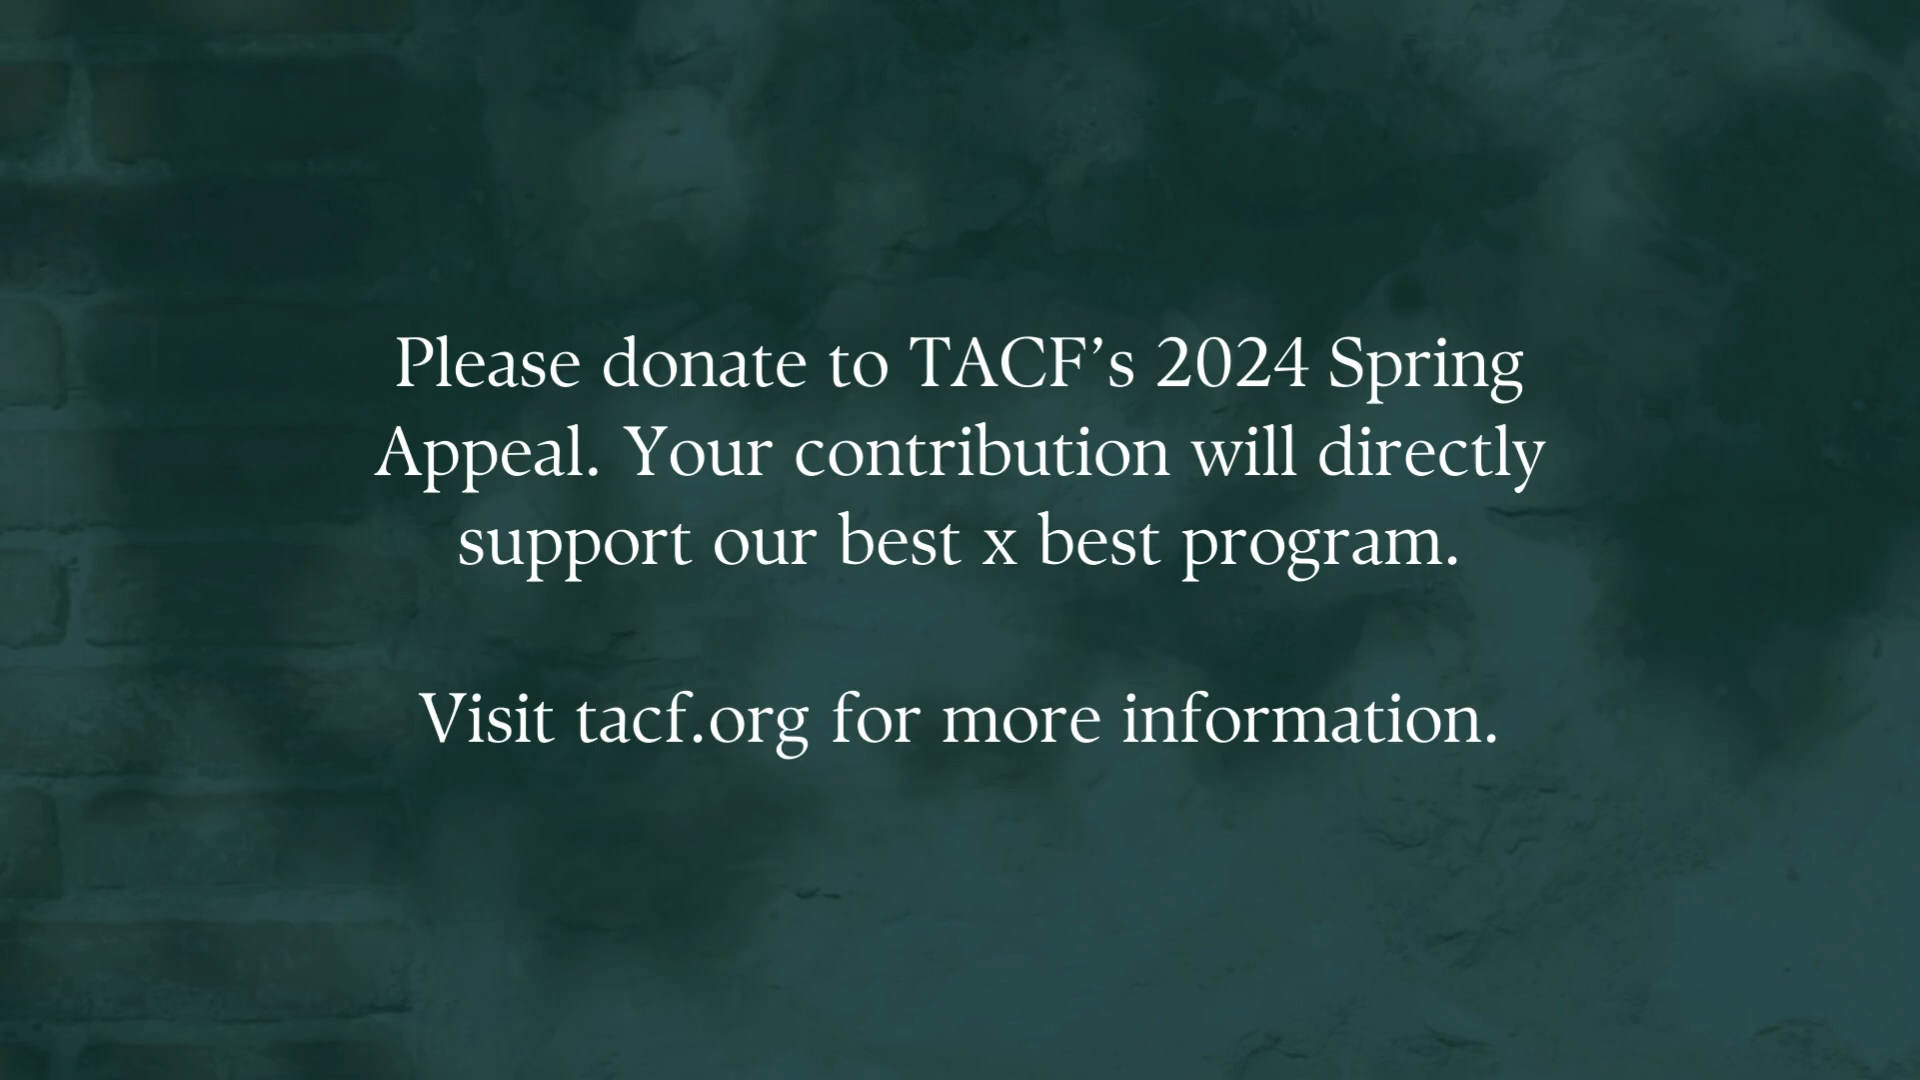 Please donate to TACF’s 2024 Spring
Appeal. Your contribution will directly
support our best x best program.
Visit tacf.org for more information.